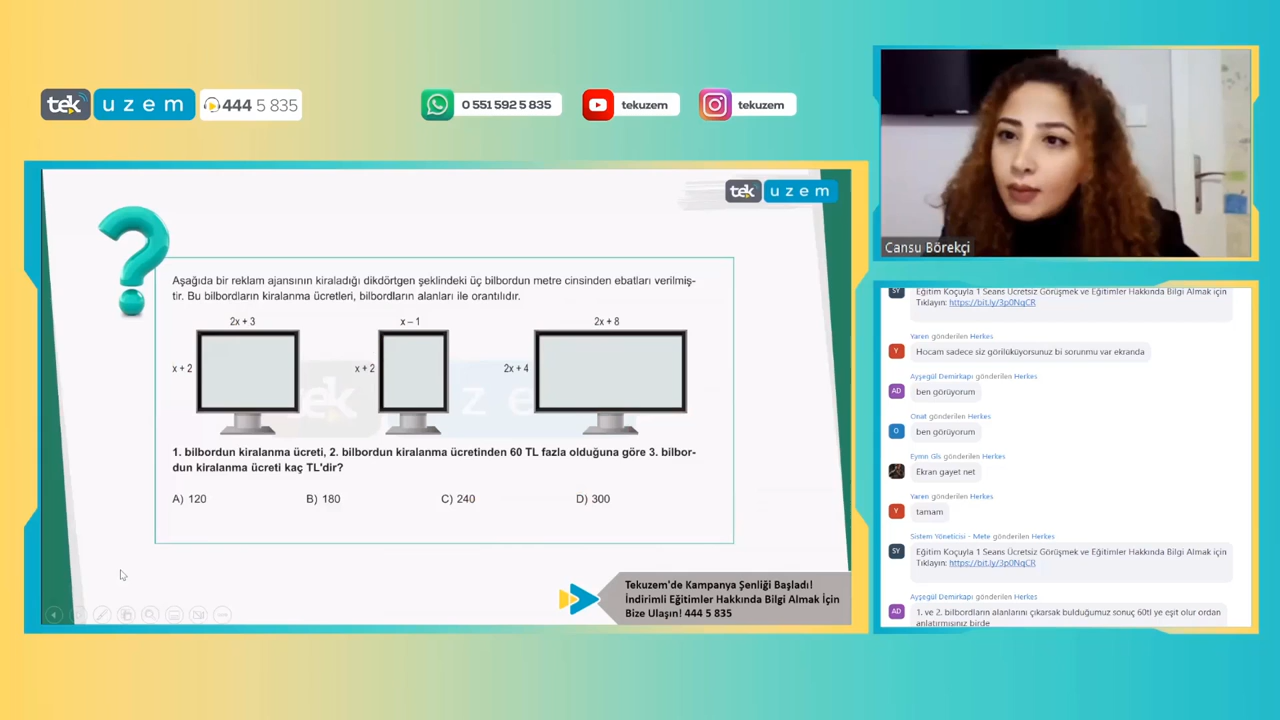 tek uzem 444 5 835
0 551 592 5 835
tekuzem
tekuzem
tek uzem
Aşağıda bir reklam ajansının kiraladığı dikdörtgen şeklindeki üç bilbordun metre cinsinden ebatları verilmiş-
tir. Bu bilbordların kiralanma ücretleri, bilbordların alanları ile orantılıdır.
2x + 3
x – 1
2x + 8
x + 2
x + 2
2x + 4
1. bilbordun kiralanma ücreti, 2. bilbordun kiralanma ücretinden 60 TL fazla olduğuna göre 3. bilbor-
dun kiralanma ücreti kaç TL'dir?
A) 120
B) 180
C) 240
D) 300
Tekuzem'de Kampanya Şenliği Başladı!
İndirimli Eğitimler Hakkında Bilgi Almak İçin
Bize Ulaşın! 444 5 835
Cansu Börekçi
SY
Eğitim Koçuyla 1 Seans Ücretsiz Görüşmek ve Eğitimler Hakkında Bilgi Almak için
Tıklayın: https://bit.ly/3p0NqCR
Yaren gönderilen Herkes
Y
Hocam sadece siz görülüküyorsunuz bi sorunmu var ekranda
Ayşegül Demirkapı gönderilen Herkes
AD
ben görüyorum
Onat gönderilen Herkes
O
ben görüyorum
Eymn Gls gönderilen Herkes
Ekran gayet net
Yaren gönderilen Herkes
Y
tamam
Sistem Yöneticisi - Mete gönderilen Herkes
SY
Eğitim Koçuyla 1 Seans Ücretsiz Görüşmek ve Eğitimler Hakkında Bilgi Almak için
Tıklayın: https://bit.ly/3p0NqCR
Ayşegül Demirkapı gönderilen Herkes
AD
1. ve 2. bilbordların alanlarını çıkarsak bulduğumuz sonuç 60tl ye eşit olur ordan
anlatırmısınız birde